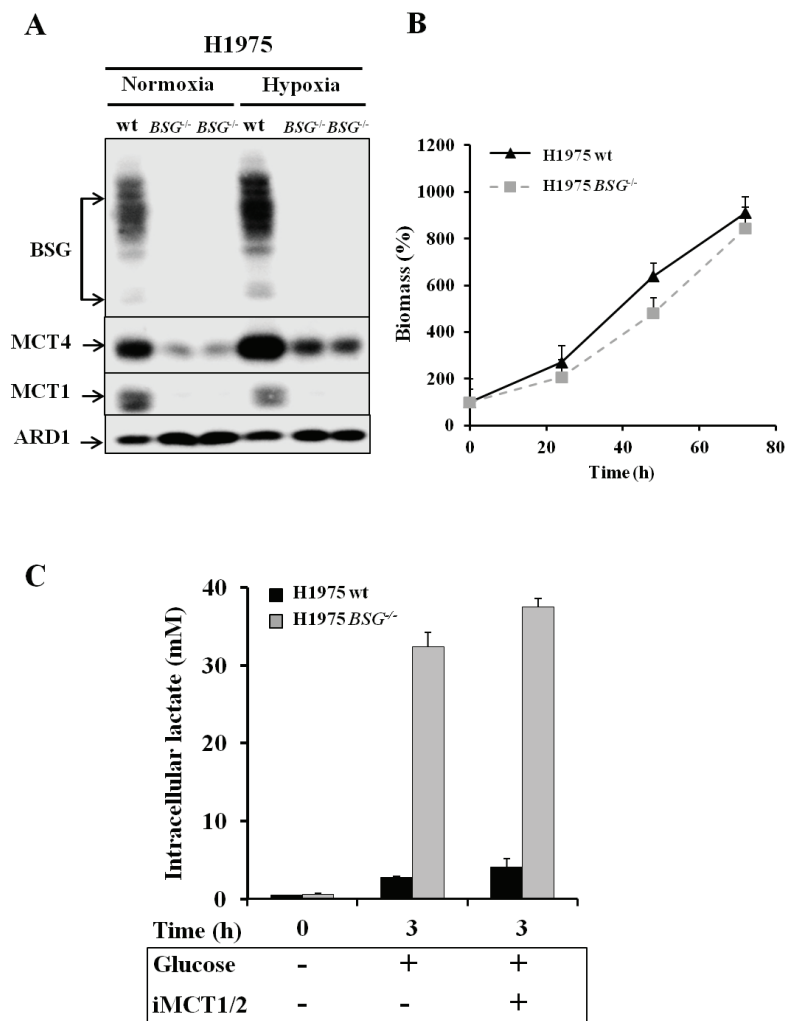 A
H1975
Normoxia Hypoxia
wt BSG-/- BSG-/- wt BSG-/- BSG-/-
BSG
MCT4
MCT1
ARD1
B
1200
1000
800
600
400
200
0
Biomass (%)
H1975 wt
H1975 BSG-/-
0 20 40 60 80
Time (h)
C
40
30
20
10
0
Intracellular lactate (mM)
H1975 wt
H1975 BSG-/-
Time (h) 0 3 3
Glucose - + +
iMCT1/2 - - +